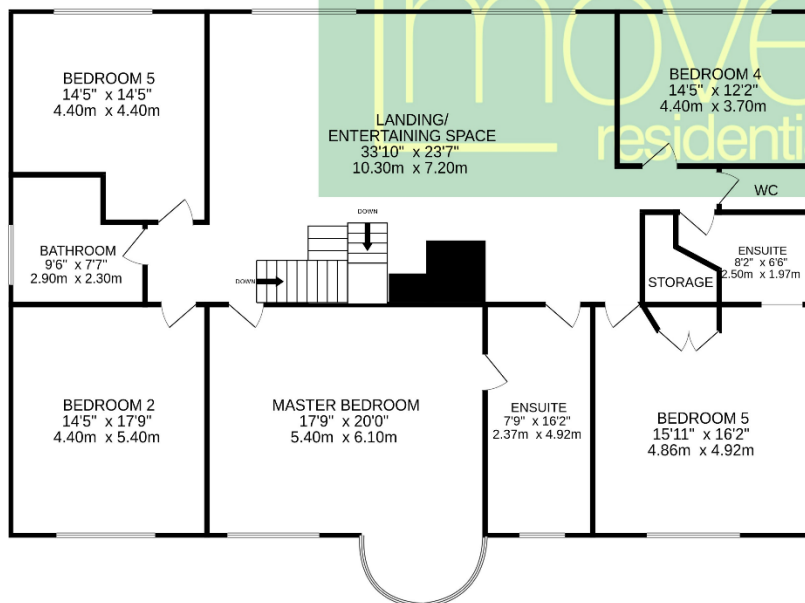 move
residenti
BEDROOM 5
14'5" x 14'5"
4.40m x 4.40m
LANDING/
ENTERTAINING SPACE
33'10" x 23'7"
10.30m x 7.20m
BEDROOM 4
14'5" x 12'2"
4.40m x 3.70m
WC
BATHROOM
9'6" x 7'7"
2.90m x 2.30m
DOWN
DOWN
STORAGE
ENSUITE
8'2" x 6'6"
2.50m x 1.97m
BEDROOM 2
14'5" x 17'9"
4.40m x 5.40m
MASTER BEDROOM
17'9" x 20'0"
5.40m x 6.10m
ENSUITE
7'9" x 16'2"
2.37m x 4.92m
BEDROOM 5
15'11" x 16'2"
4.86m x 4.92m